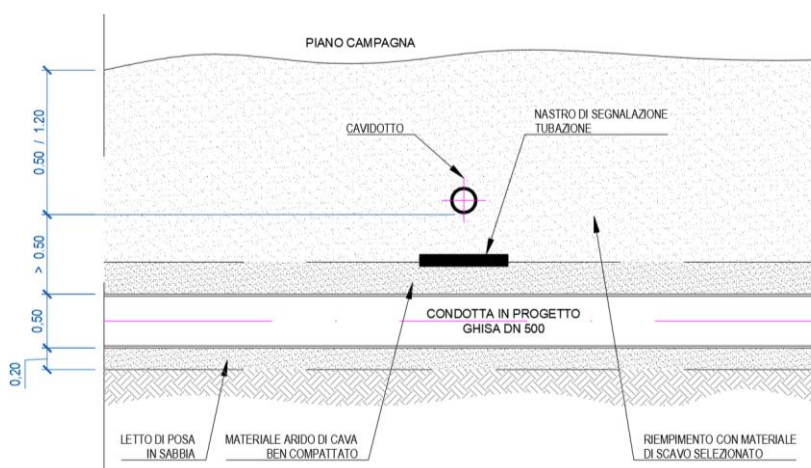 PIANO CAMPAGNA
NASTRO DI SEGNALAZIONE
TUBAZIONE
CAVIDOTTO
0.50 / 1.20
> 0.50
0,50
0,20
CONDOTTA IN PROGETTO
GHISA DN 500
LETTO DI POSA
IN SABBIA
MATERIALE ARIDO DI CAVA
BEN COMPATTATO
RIEMPIMENTO CON MATERIALE
DI SCAVO SELEZIONATO